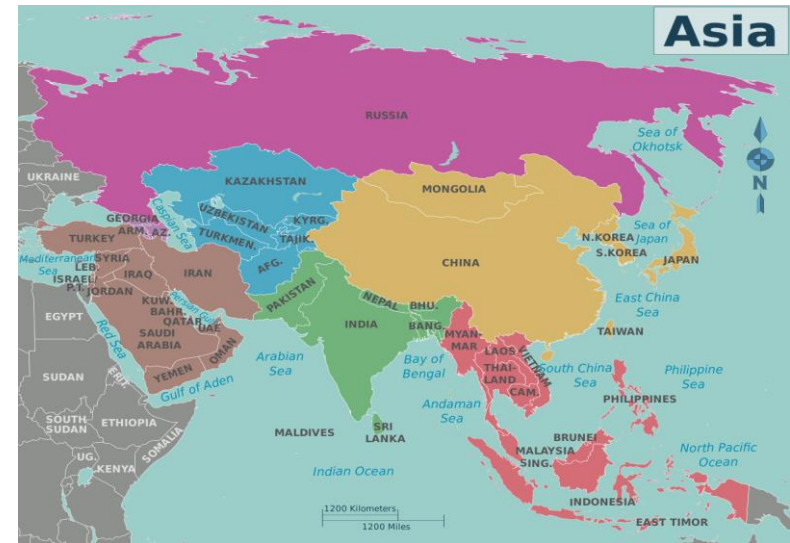 Asia
RUSSIA
Sea of
Okhotsk
N
UKRAINE
KAZAKHSTAN
MONGOLIA
Caspian Sea
UZBEKISTAN
KYRG.
GEORGIA
ARM.
AZ.
TURKMEN.
TAJIK.
Sea of
Japan
N.KOREA
S.KOREA
JAPAN
TURKEY
Mediterranean
Sea
SYRIA
LEB.
ISRAEL/
P.T.
JORDAN
IRAQ
IRAN
AFG.
CHINA
PAKISTAN
NEPAL
BHU.
BANG.
INDIA
East China
Sea
TAIWAN
KUW.
BAHR.
QATAR
UAE
Persian Gulf
EGYPT
Red Sea
SAUDI
ARABIA
OMAN
YEMEN
Gulf of Aden
Arabian
Sea
Bay of
Bengal
MYAN-
MAR
LAOS
VIETNAM
THAI-
LAND
CAM.
South China
Sea
Philippine
Sea
PHILIPPINES
SUDAN
ERIT.
SOUTH
SUDAN
ETHIOPIA
SOMALIA
UG.
KENYA
Andaman
Sea
SRI
LANKA
MALDIVES
Indian Ocean
BRUNEI
MALAYSIA
SING.
North Pacific
Ocean
INDONESIA
EAST TIMOR
1200 Kilometers
1200 Miles